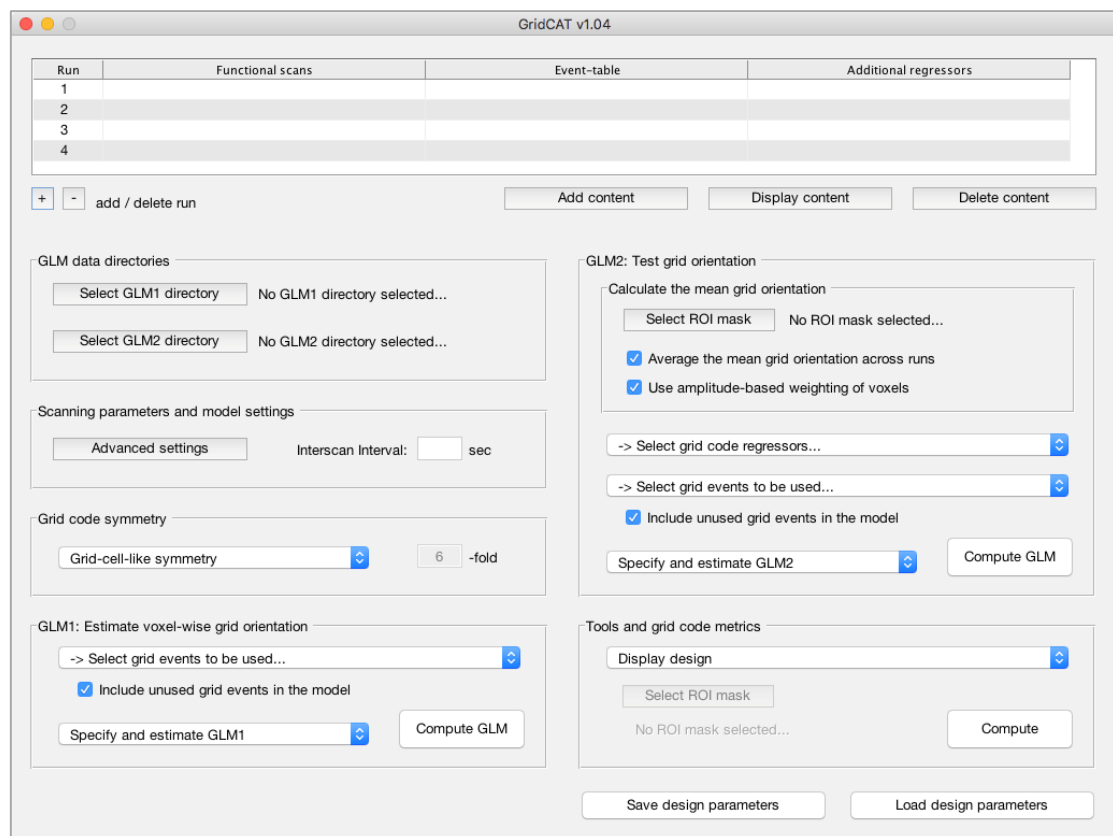 GridCAT v1.04
Run Functional scans Event-table Additional regressors
1
2
3
4
+ - add / delete run Add content Display content Delete content
GLM data directories
Select GLM1 directory No GLM1 directory selected...
Select GLM2 directory No GLM2 directory selected...
Scanning parameters and model settings
Advanced settings Interscan Interval: sec
Grid code symmetry
Grid-cell-like symmetry 6 -fold
GLM1: Estimate voxel-wise grid orientation
-> Select grid events to be used...
Include unused grid events in the model
Specify and estimate GLM1 Compute GLM
GLM2: Test grid orientation
Calculate the mean grid orientation
Select ROI mask No ROI mask selected...
Average the mean grid orientation across runs
Use amplitude-based weighting of voxels
-> Select grid code regressors...
-> Select grid events to be used...
Include unused grid events in the model
Specify and estimate GLM2 Compute GLM
Tools and grid code metrics
Display design
Select ROI mask
No ROI mask selected... Compute
Save design parameters Load design parameters